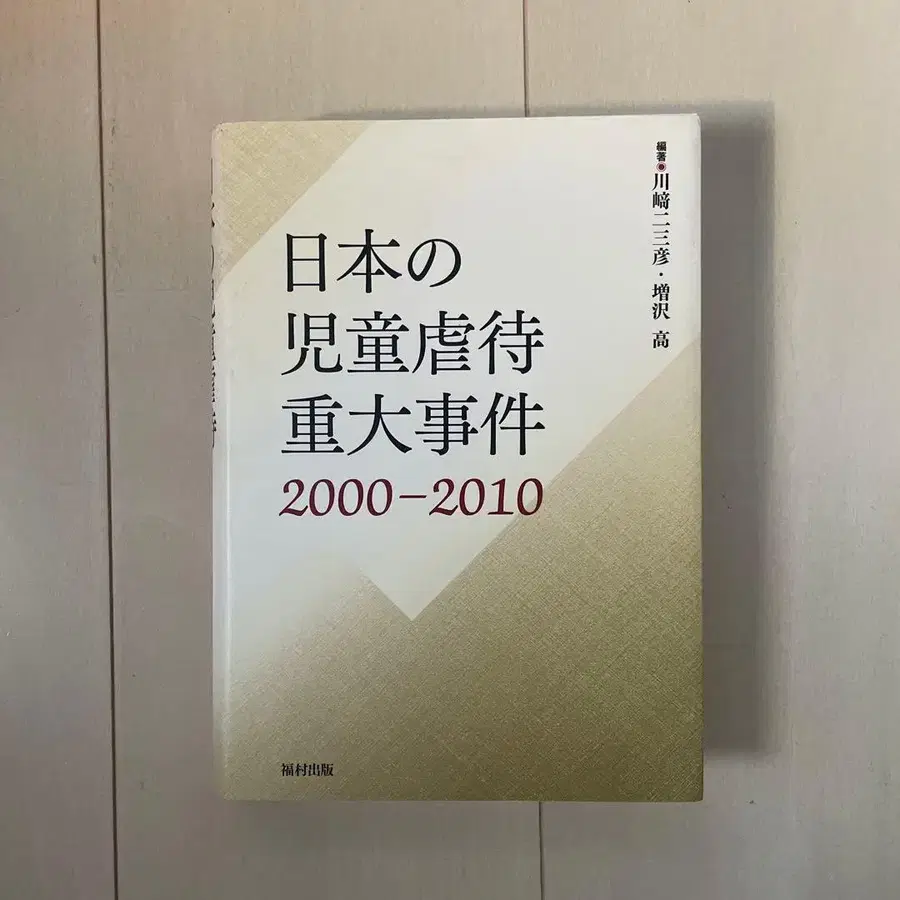 日本の
児童虐待
重大事件
2000-2010
編著●川﨑二三彦・増沢 高
福村出版